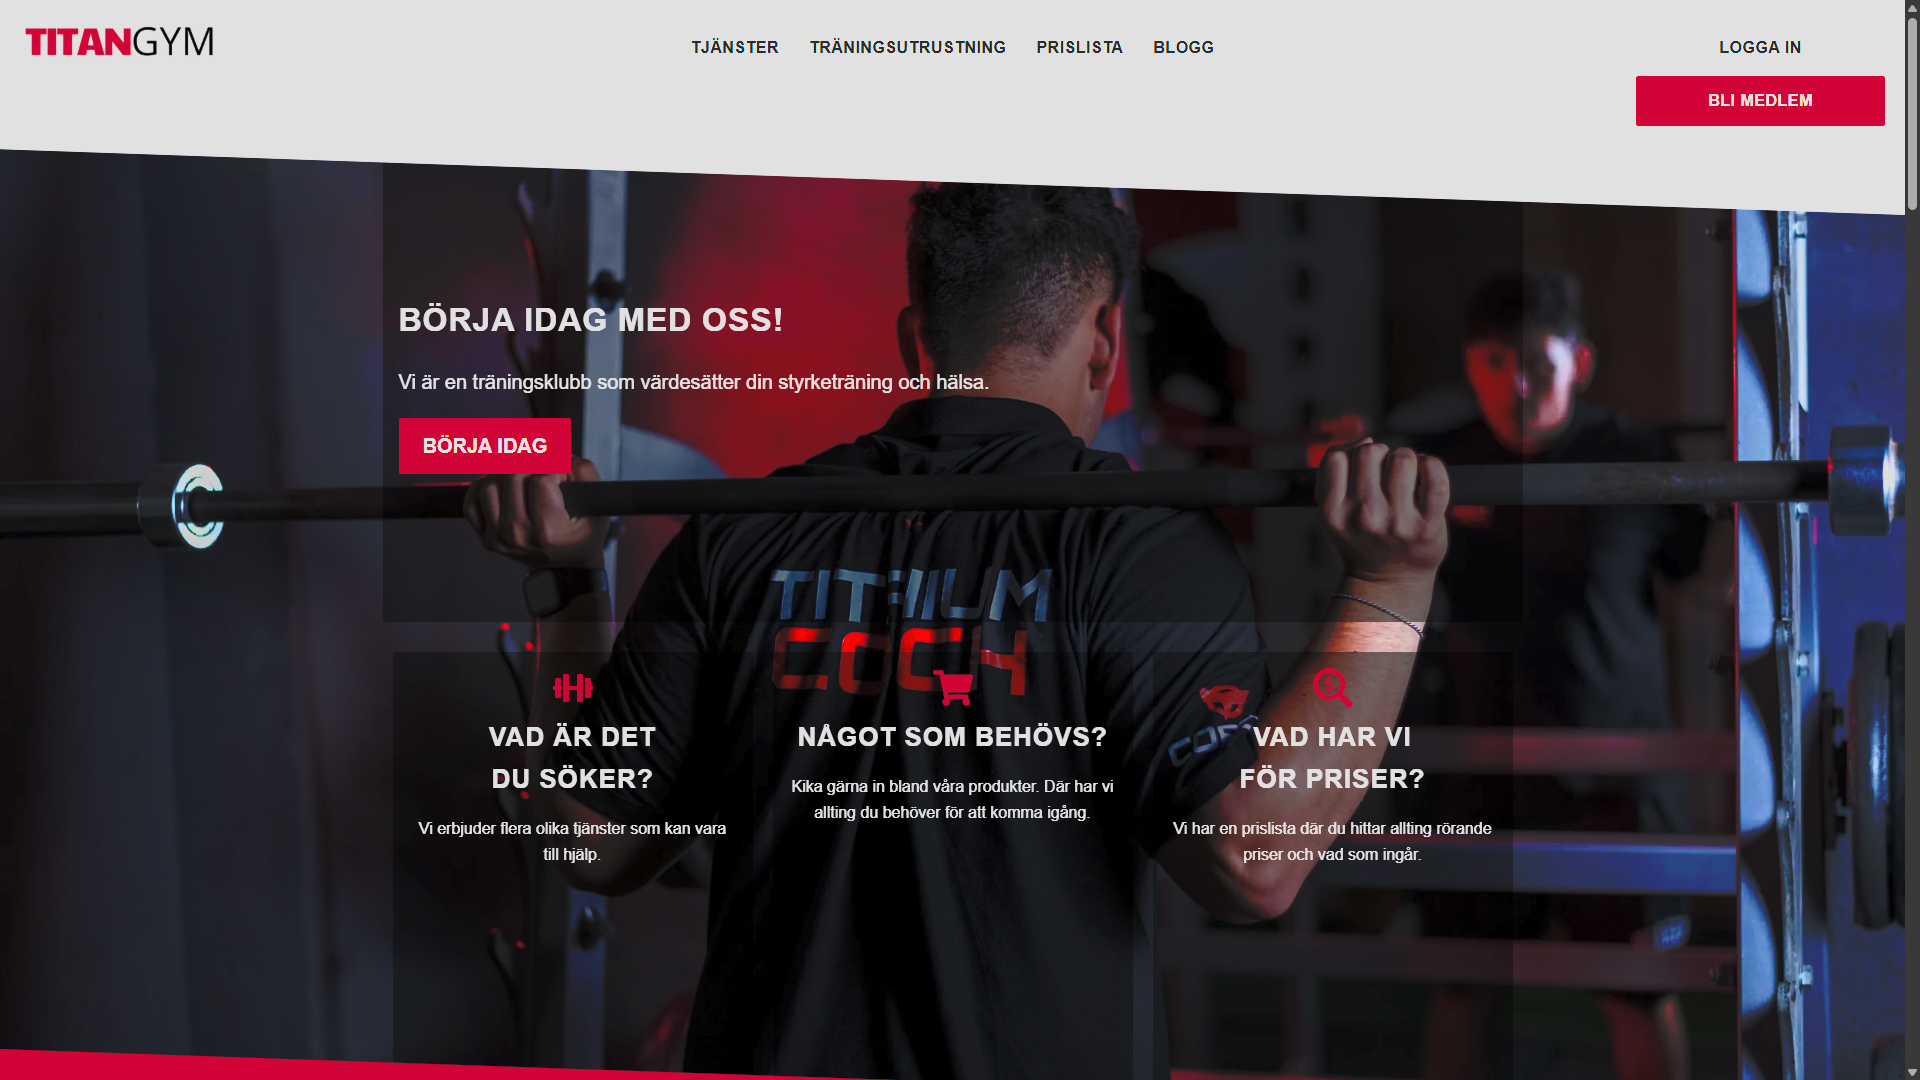 TITANGYM
TJÄNSTER
TRÄNINGSUTRUSTNING
PRISLISTA
BLOGG
LOGGA IN
BLI MEDLEM
BÖRJA IDAG MED OSS!
Vi är en träningsklubb som värdesätter din styrketräning och hälsa.
BÖRJA IDAG
VAD ÄR DET
DU SÖKER?
Vi erbjuder flera olika tjänster som kan vara
till hjälp.
NÅGOT SOM BEHÖVS?
Kika gärna in bland våra produkter. Där har vi
allting du behöver för att komma igång.
VAD HAR VI
FÖR PRISER?
Vi har en prislista där du hittar allting rörande
priser och vad som ingår.